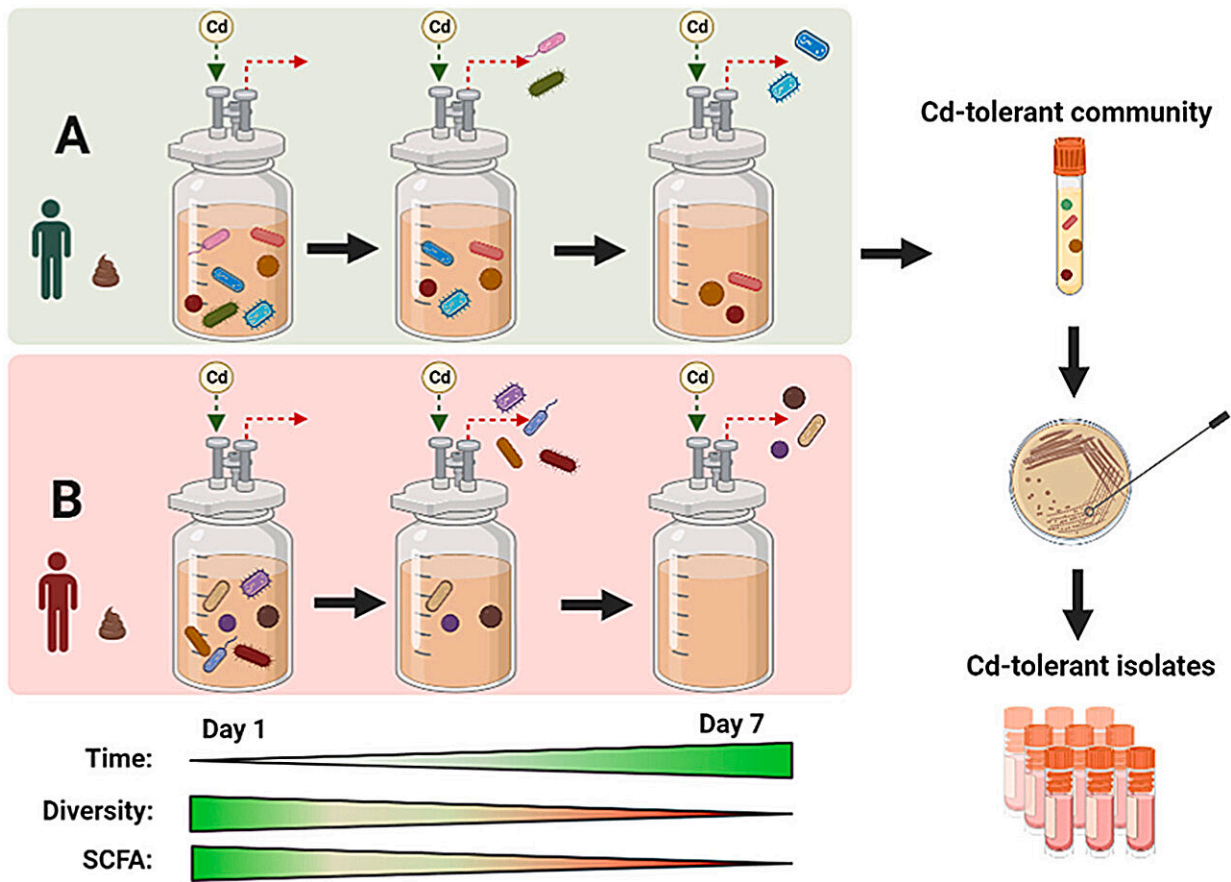 Cd
Cd
Cd
A
Cd-tolerant community
Cd
Cd
Cd
B
Cd-tolerant isolates
Day 1
Day 7
Time:
Diversity:
SCFA: